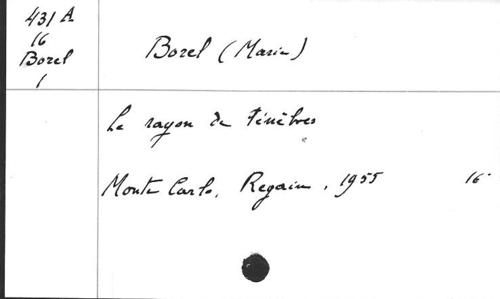 431 A
16
Borel
1
Borel (Marie)
Le rayon de ténèbres
Monte Carlo, Regain, 1955 16°